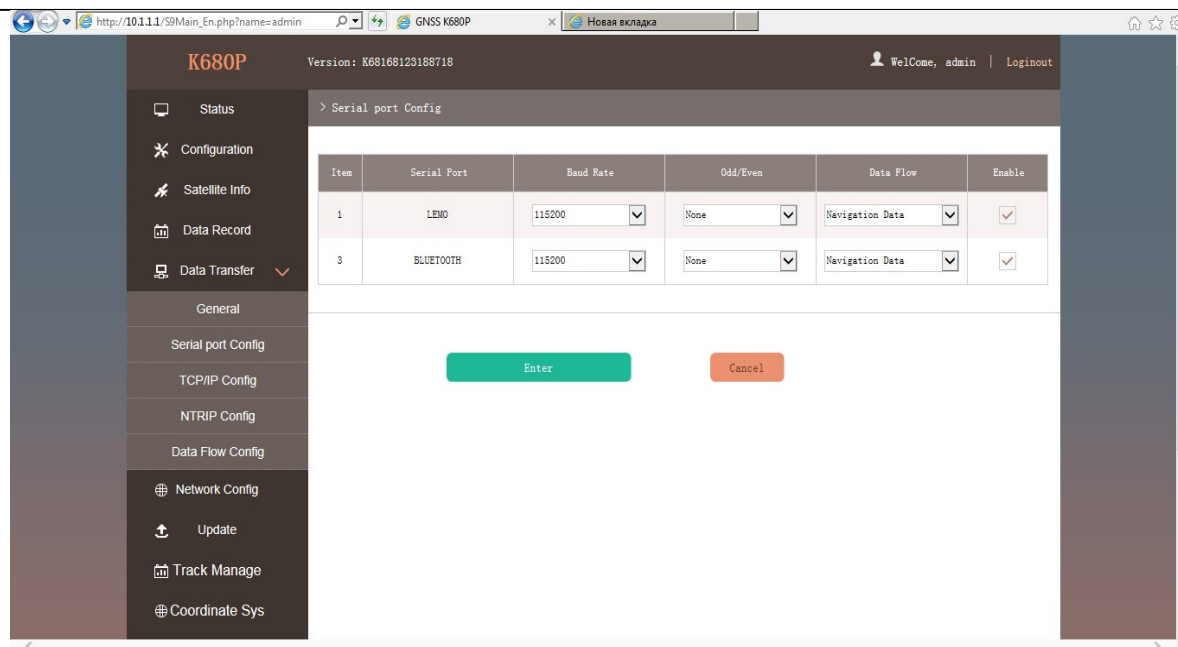 http://10.1.1.1/S9Main_En.php?name=admin
GNSS K680P
Новая вкладка
K680P
Version: K68168123188718
WelCome, admin | Loginout
Status
Configuration
Satellite Info
Data Record
Data Transfer
General
Serial port Config
TCP/IP Config
NTRIP Config
Data Flow Config
Network Config
Update
Track Manage
Coordinate Sys
> Serial port Config
Item Serial Port Baud Rate Odd/Even Data Flow Enable
1 LEMO 115200 None Navigation Data
3 BLUETOOTH 115200 None Navigation Data
Enter Cancel